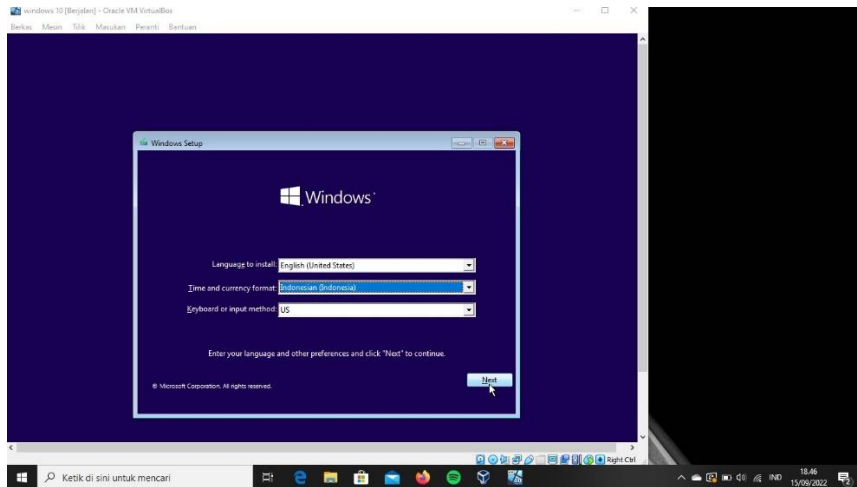 windows 10 [Berjalan] - Oracle VM VirtualBox
Berkas Mesin Tilik Masukan Peranti Bantuan
Windows Setup
Windows
Language to install: English (United States)
Time and currency format: Indonesian (Indonesia)
Keyboard or input method: US
Enter your language and other preferences and click "Next" to continue.
Next
© Microsoft Corporation. All rights reserved.
Right Ctrl
Ketik di sini untuk mencari
IND
18.46
15/09/2022